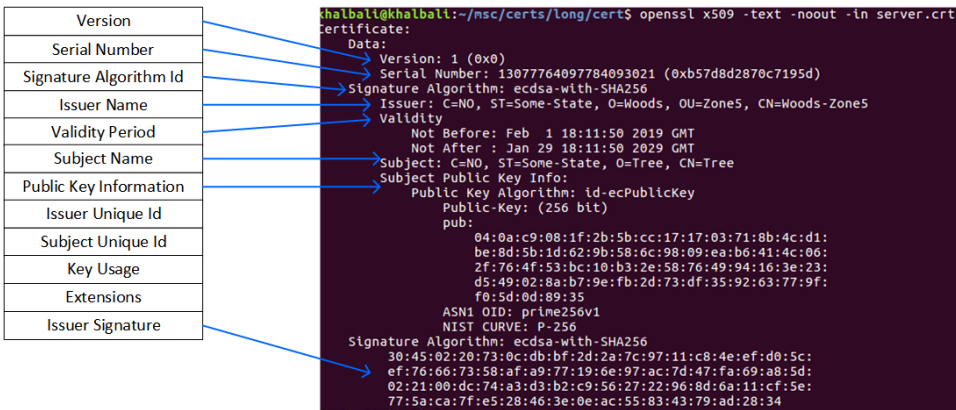 Version
Serial Number
Signature Algorithm Id
Issuer Name
Validity Period
Subject Name
Public Key Information
Issuer Unique Id
Subject Unique Id
Key Usage
Extensions
Issuer Signature
khalbali@khalbali:~/msc/certs/long/cert$ openssl x509 -text -noout -in server.crt
Certificate:
Data:
Version: 1 (0x0)
Serial Number: 13077764097784093021 (0xb57d8d2870c7195d)
Signature Algorithm: ecdsa-with-SHA256
Issuer: C=NO, ST=Some-State, O=Woods, OU=Zone5, CN=Woods-Zone5
Validity
Not Before: Feb  1 18:11:50 2019 GMT
Not After : Jan 29 18:11:50 2029 GMT
Subject: C=NO, ST=Some-State, O=Tree, CN=Tree
Subject Public Key Info:
Public Key Algorithm: id-ecPublicKey
Public-Key: (256 bit)
pub:
04:0a:c9:08:1f:2b:5b:cc:17:17:03:71:8b:4c:d1:
be:8d:5b:1d:62:9b:58:6c:98:09:ea:b6:41:4c:06:
2f:76:4f:53:bc:10:b3:2e:58:76:49:94:16:3e:23:
d5:49:02:8a:b7:9e:fb:2d:73:df:35:92:63:77:9f:
f0:5d:0d:89:35
ASN1 OID: prime256v1
NIST CURVE: P-256
Signature Algorithm: ecdsa-with-SHA256
30:45:02:20:73:0c:db:bf:2d:2a:7c:97:11:c8:4e:ef:d0:5c:
ef:76:66:73:58:af:a9:77:19:6e:97:ac:7d:47:fa:69:a8:5d:
02:21:00:dc:74:a3:d3:b2:c9:56:27:22:96:8d:6a:11:cf:5e:
77:5a:ca:7f:e5:28:46:3e:0e:ac:55:83:43:79:ad:28:34